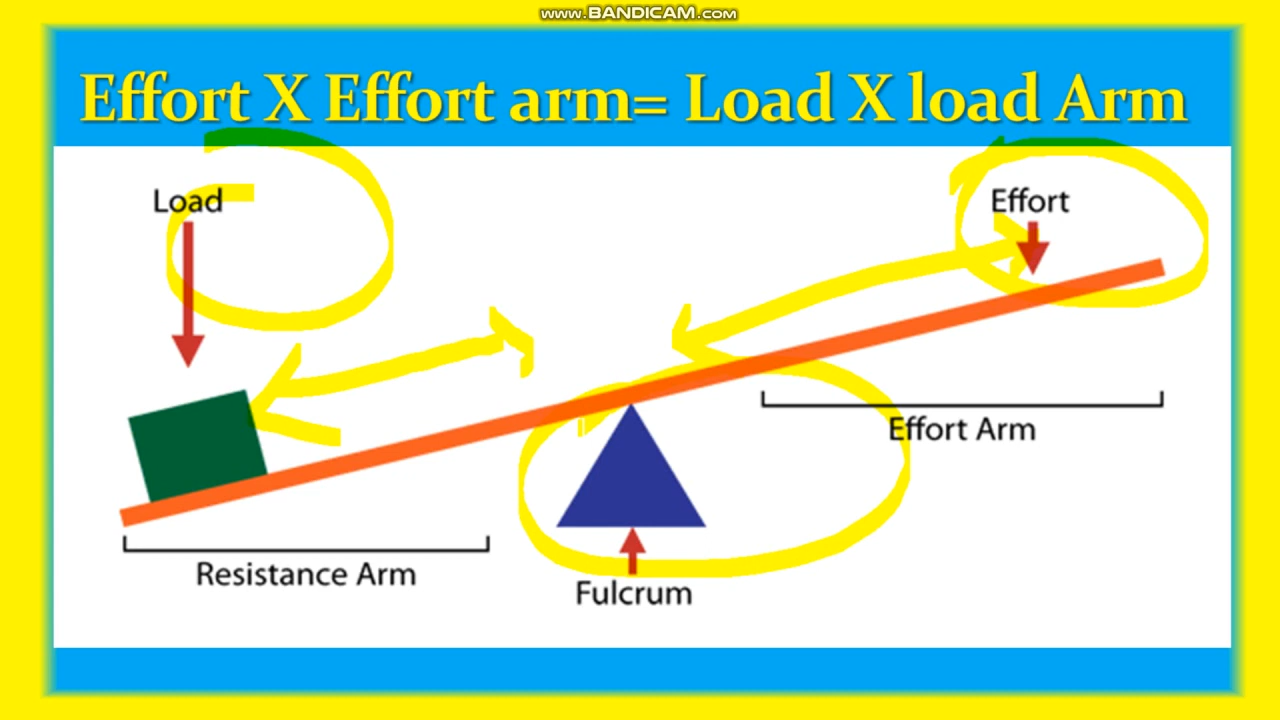 www.BANDICAM.com
Effort X Effort arm= Load X load Arm
Load
Effort
Effort Arm
Resistance Arm
Fulcrum